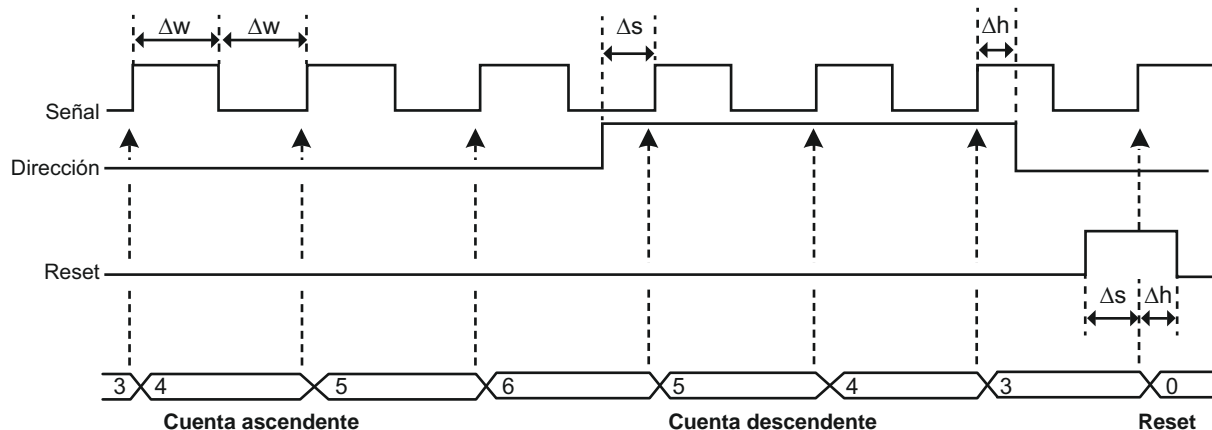 Δw Δw Δs Δh
Señal
Dirección
Reset
Δs Δh
3 4 5 6 5 4 3 0
Cuenta ascendente Cuenta descendente Reset